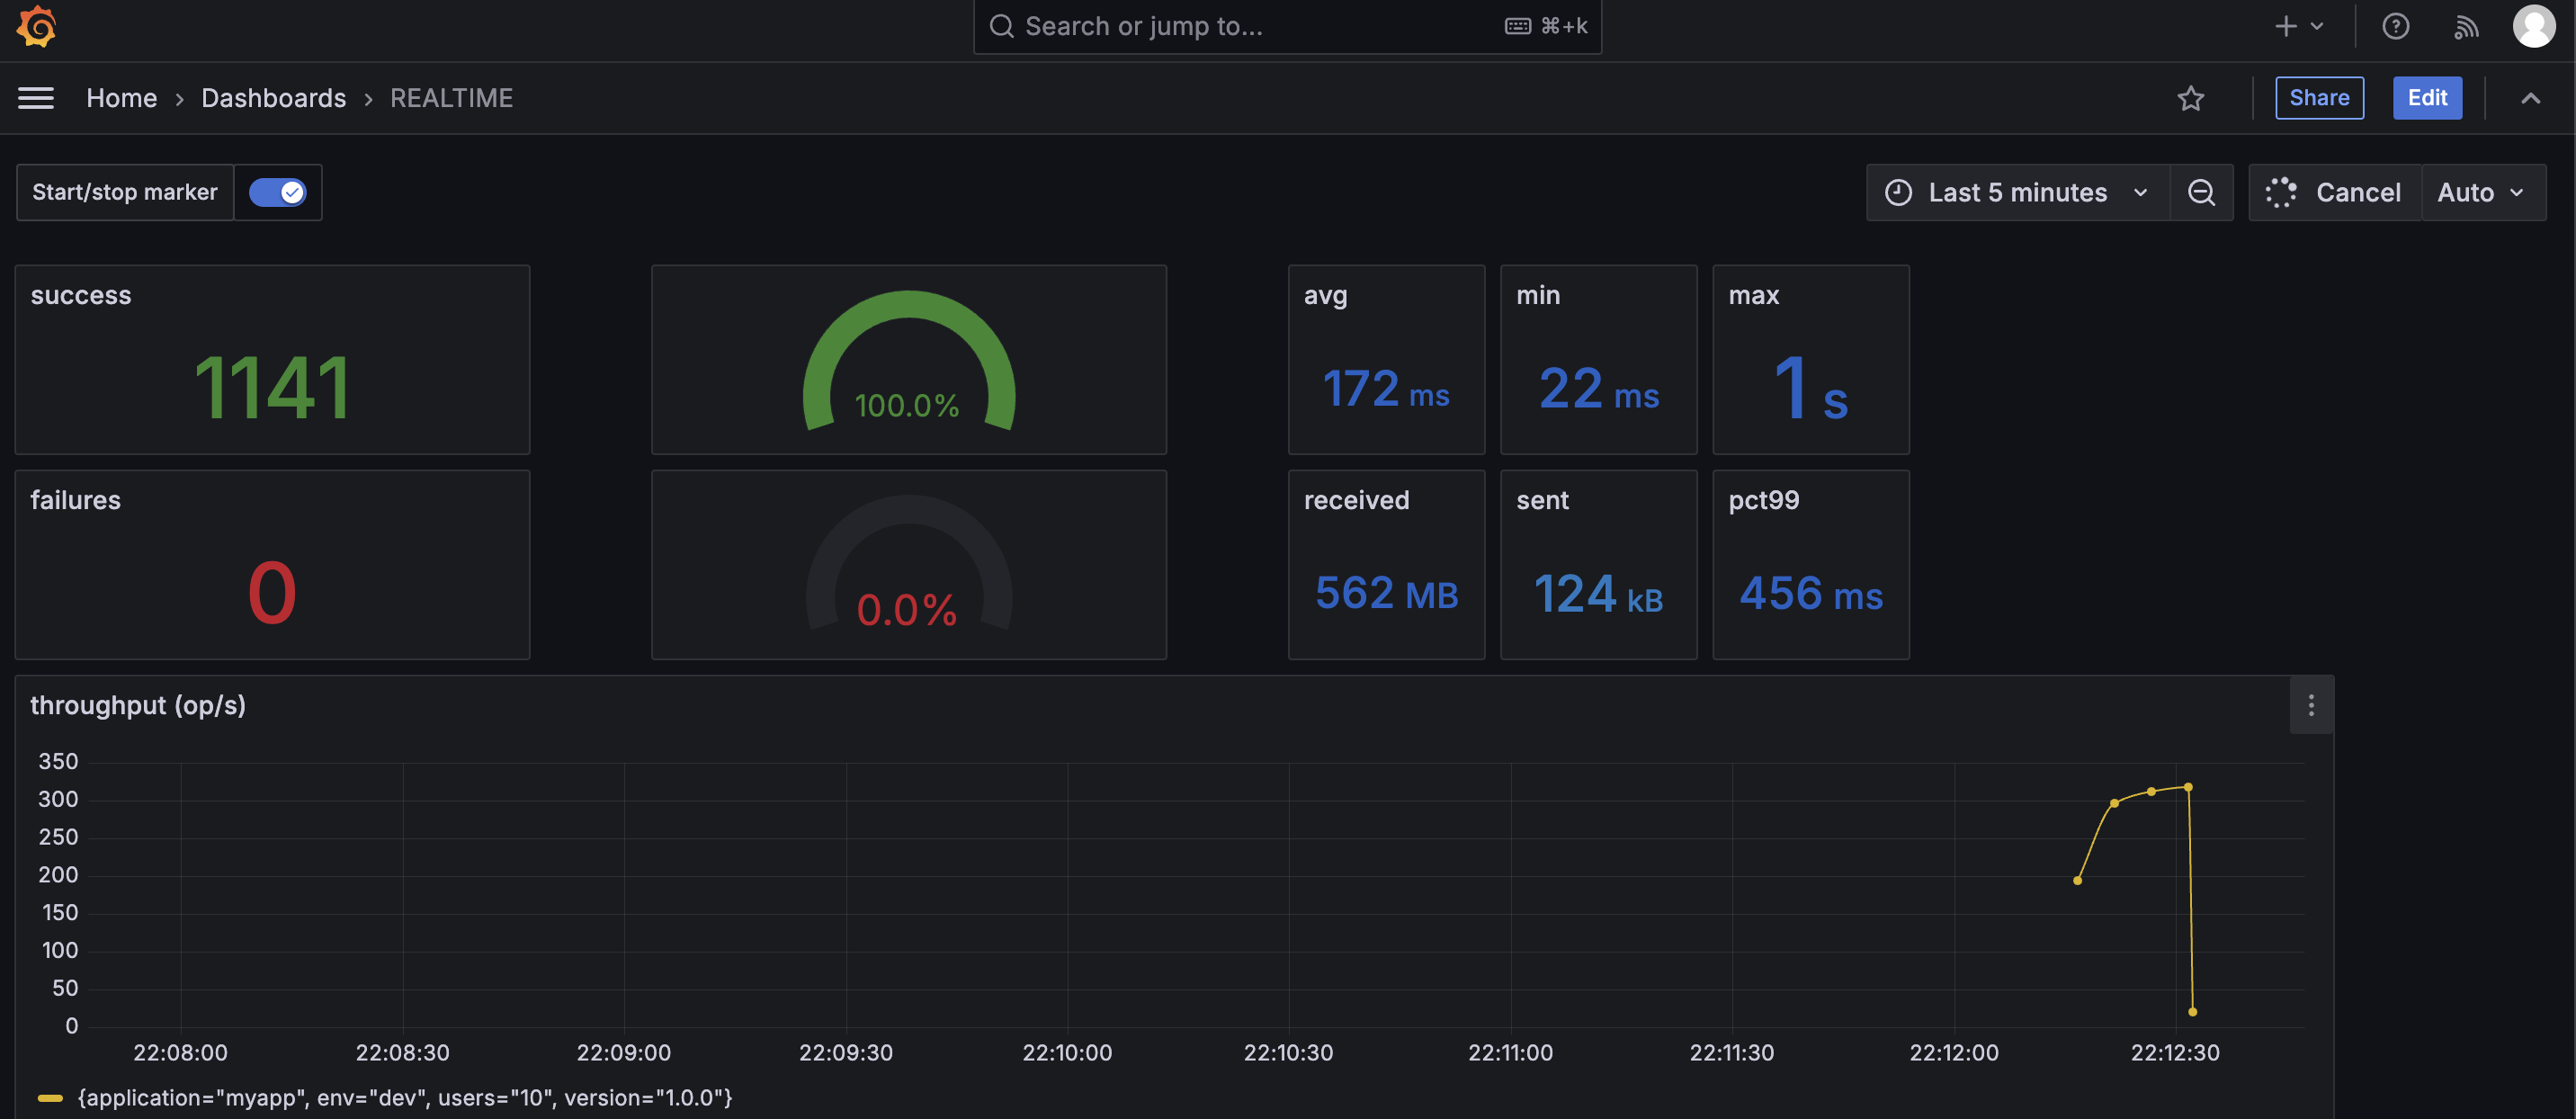 Search or jump to... ⌘+k
Home › Dashboards › REALTIME
Share
Edit
Start/stop marker
Last 5 minutes
Cancel
Auto
success
1141
100.0%
avg
172 ms
min
22 ms
max
1 s
failures
0
0.0%
received
562 MB
sent
124 kB
pct99
456 ms
throughput (op/s)
350
300
250
200
150
100
50
0
22:08:00 22:08:30 22:09:00 22:09:30 22:10:00 22:10:30 22:11:00 22:11:30 22:12:00 22:12:30
{application="myapp", env="dev", users="10", version="1.0.0"}